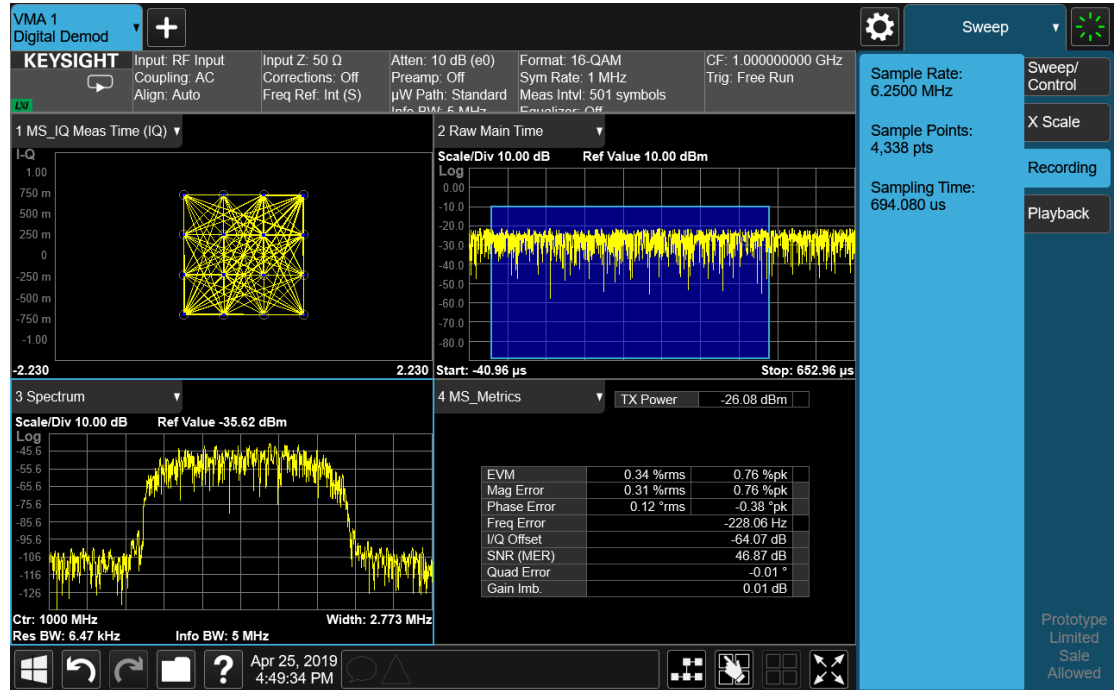 VMA 1
Digital Demod
Sweep
KEYSIGHT
LXI
Input: RF Input
Coupling: AC
Align: Auto
Input Z: 50 Ω
Corrections: Off
Freq Ref: Int (S)
Atten: 10 dB (e0)
Preamp: Off
µW Path: Standard
Info BW: 5 MHz
Format: 16-QAM
Sym Rate: 1 MHz
Meas Intvl: 501 symbols
Equalizer: Off
CF: 1.000000000 GHz
Trig: Free Run
1 MS_IQ Meas Time (IQ)
I-Q
1.00
750 m
500 m
250 m
0
-250 m
-500 m
-750 m
-1.00
-2.230
2.230
2 Raw Main Time
Scale/Div 10.00 dB
Ref Value 10.00 dBm
Log
0.00
-10.0
-20.0
-30.0
-40.0
-50.0
-60.0
-70.0
-80.0
Start: -40.96 µs
Stop: 652.96 µs
3 Spectrum
Scale/Div 10.00 dB
Ref Value -35.62 dBm
Log
-45.6
-55.6
-65.6
-75.6
-85.6
-95.6
-106
-116
-126
Ctr: 1000 MHz
Width: 2.773 MHz
Res BW: 6.47 kHz
Info BW: 5 MHz
4 MS_Metrics
TX Power -26.08 dBm
EVM 0.34 %rms 0.76 %pk
Mag Error 0.31 %rms 0.76 %pk
Phase Error 0.12 °rms -0.38 °pk
Freq Error -228.06 Hz
I/Q Offset -64.07 dB
SNR (MER) 46.87 dB
Quad Error -0.01 °
Gain Imb. 0.01 dB
Sample Rate:
6.2500 MHz
Sample Points:
4,338 pts
Sampling Time:
694.080 us
Sweep/
Control
X Scale
Recording
Playback
Prototype
Limited
Sale
Allowed
?
Apr 25, 2019
4:49:34 PM